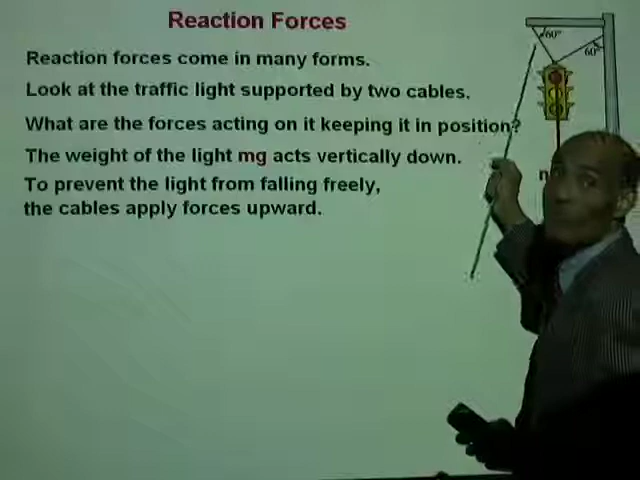 Reaction Forces
Reaction forces come in many forms.
Look at the traffic light supported by two cables.
What are the forces acting on it keeping it in position?
The weight of the light mg acts vertically down.
To prevent the light from falling freely,
the cables apply forces upward.
60°
60°